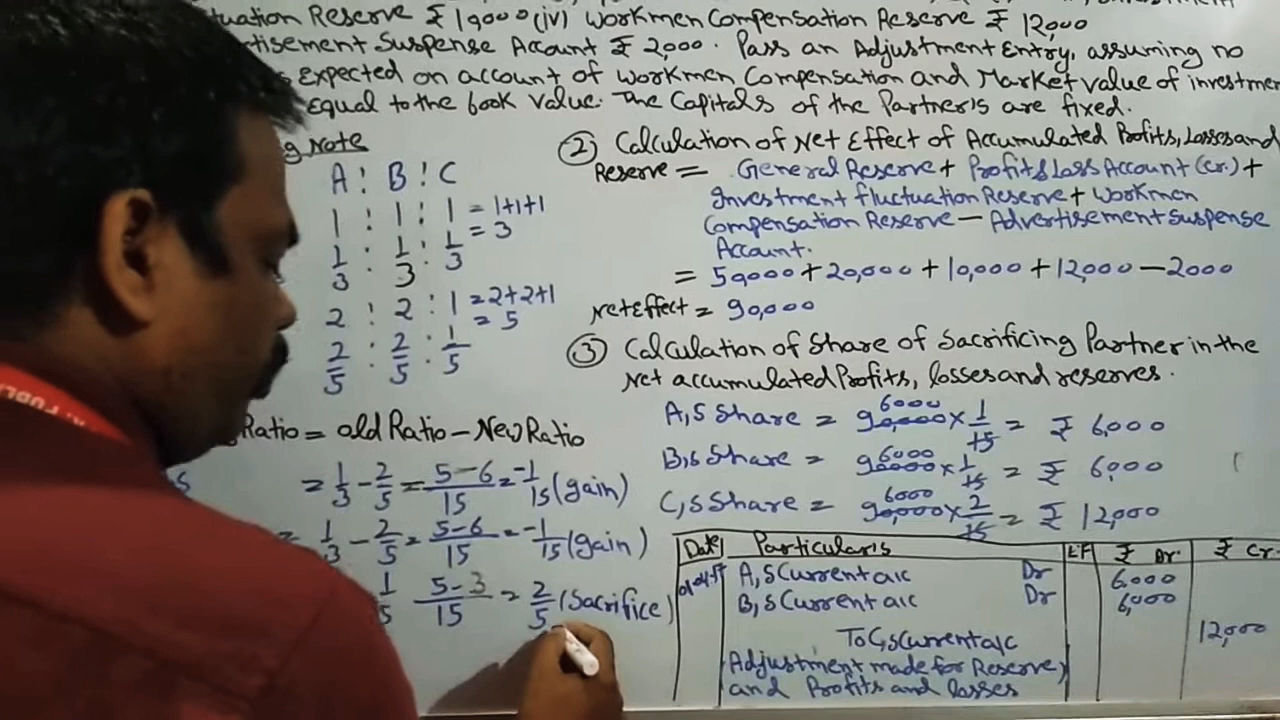 tuation Reserve ₹ 10000 (iv) Workmen Compensation Reserve ₹ 12,000
tisement Suspense Account ₹ 2,000. Pass an Adjustment Entry, assuming no
Expected on account of Workmen Compensation and Market value of investmen
Equal to the book value. The Capitals of the Partner's are fixed.
g Note
A : B : C
1 : 1 : 1 = 1+1+1
= 3
1/3 : 1/3 : 1/3
2 : 2 : 1 = 2+2+1
= 5
2/5 : 2/5 : 1/5
Ratio = old Ratio - New Ratio
= 1/3 - 2/5 = 5-6/15 = -1/15 (gain)
= 1/3 - 2/5 = 5-6/15 = -1/15 (gain)
1/5 5-3/15 = 2/5 (Sacrifice)
② Calculation of Net Effect of Accumulated Profits, Losses and
Reserve = General Reserve + Profit & Loss Account (Cr.) +
Investment fluctuation Reserve + Workmen
Compensation Reserve - Advertisement Suspense
Account.
= 50000 + 20,000 + 10,000 + 12,000 - 2000
Net Effect = 90,000
③ Calculation of Share of Sacrificing Partner in the
Net accumulated Profits, losses and reserves.
A,s Share = 90,000 × 1/15 = ₹ 6,000
6000
B,s Share = 90000 × 1/15 = ₹ 6,000
6000
C,s Share = 90,000 × 2/15 = ₹ 12,000
6000
Date Particularis L.F ₹ Dr. ₹ Cr.
A,s Current a/c Dr 6000
B,s Current a/c Dr 6,000
To C,s Current a/c 12,000
Adjustment made for Reserve,
and Profits and losses